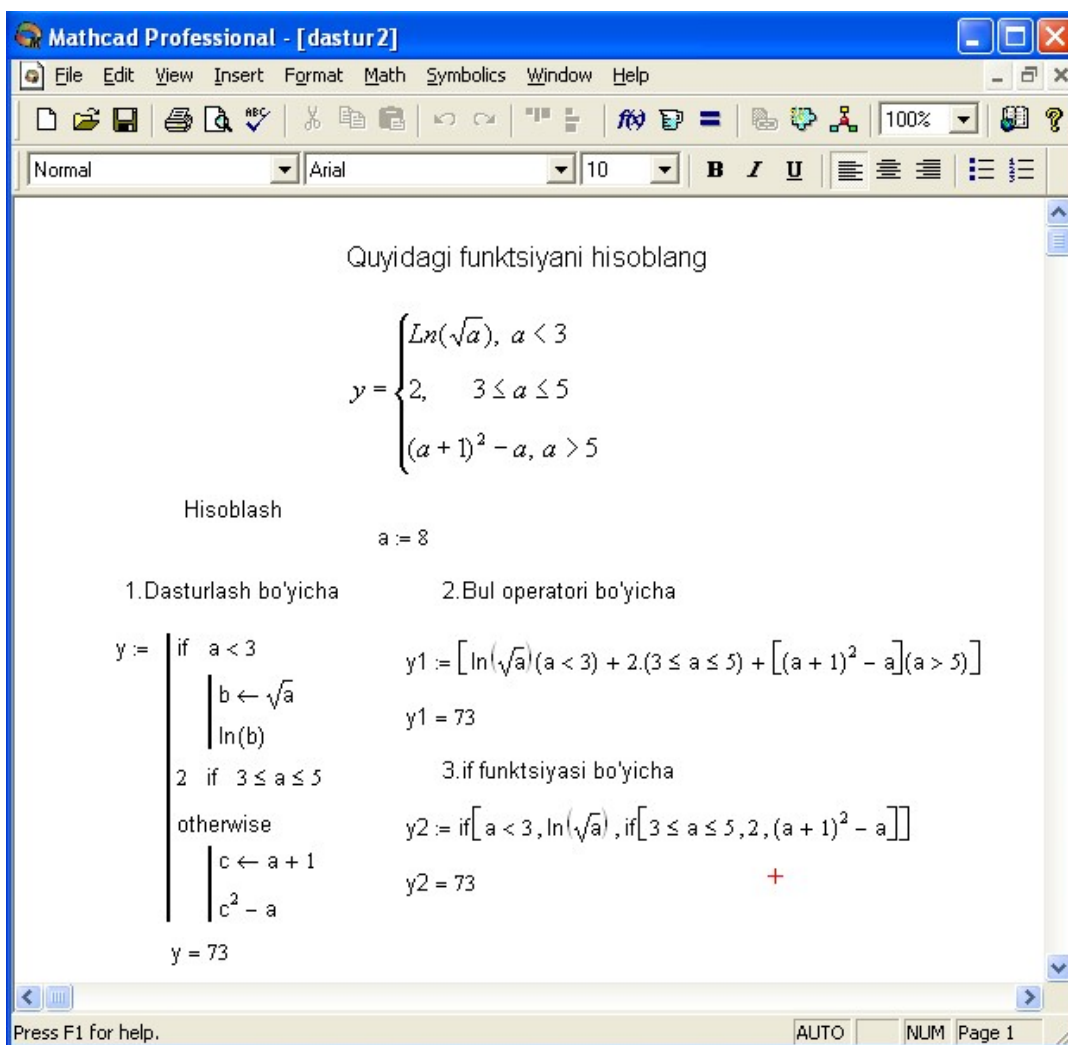 Mathcad Professional - [dastur2]
File Edit View Insert Format Math Symbolics Window Help
100%
Normal Arial 10 B I U
Quyidagi funktsiyani hisoblang
y = { Ln(√a), a < 3
2, 3 ≤ a ≤ 5
(a + 1)² − a, a > 5
Hisoblash
a := 8
1.Dasturlash bo'yicha
y := if a < 3
b ← √a
ln(b)
2 if 3 ≤ a ≤ 5
otherwise
c ← a + 1
c² − a
y = 73
2.Bul operatori bo'yicha
y1 := [ln(√a)(a < 3) + 2.(3 ≤ a ≤ 5) + [(a + 1)² − a](a > 5)]
y1 = 73
3.if funktsiyasi bo'yicha
y2 := if[a < 3, ln(√a), if[3 ≤ a ≤ 5, 2, (a + 1)² − a]]
y2 = 73
Press F1 for help. AUTO NUM Page 1